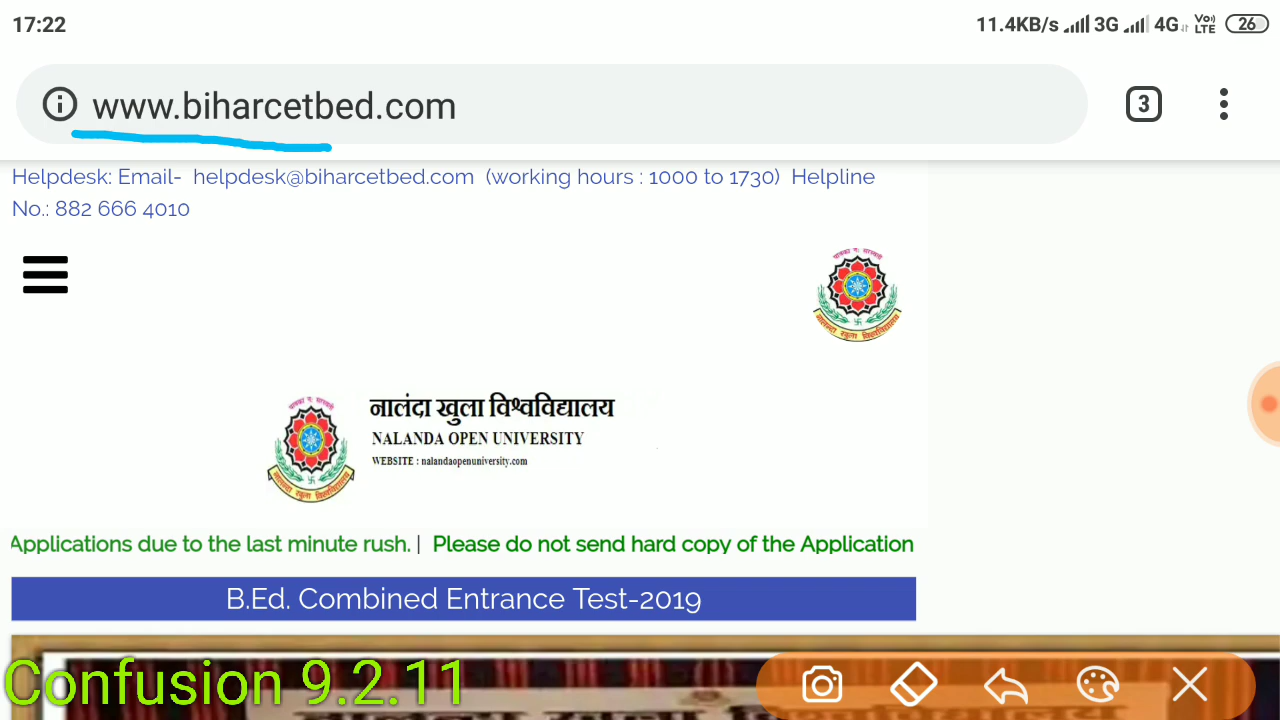 17:22 11.4KB/s 3G 4G Vo) LTE 26
www.biharcetbed.com 3
Helpdesk: Email- helpdesk@biharcetbed.com (working hours : 1000 to 1730) Helpline
No.: 882 666 4010
नालंदा खुला विश्वविद्यालय
NALANDA OPEN UNIVERSITY
WEBSITE : nalandaopenuniversity.com
Applications due to the last minute rush. | Please do not send hard copy of the Application
B.Ed. Combined Entrance Test-2019
Confusion 9.2.11